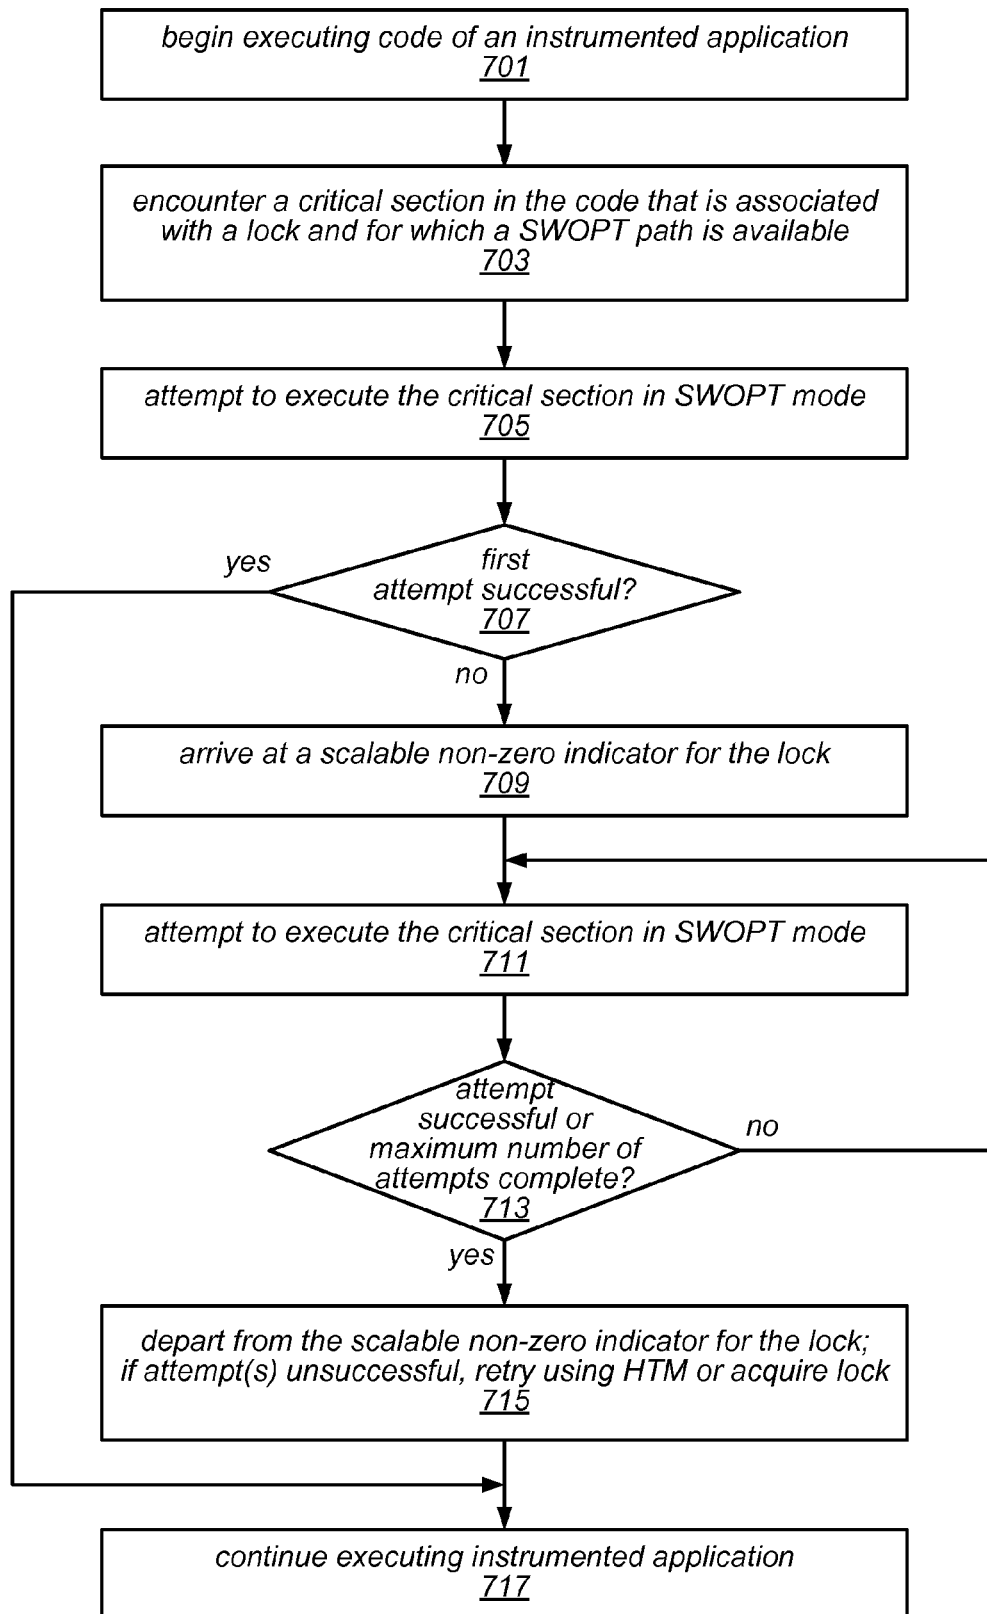 begin executing code of an instrumented application
701
encounter a critical section in the code that is associated
with a lock and for which a SWOPT path is available
703
attempt to execute the critical section in SWOPT mode
705
yes
first
attempt successful?
707
no
arrive at a scalable non-zero indicator for the lock
709
attempt to execute the critical section in SWOPT mode
711
attempt
successful or
maximum number of
attempts complete?
713
no
yes
depart from the scalable non-zero indicator for the lock;
if attempt(s) unsuccessful, retry using HTM or acquire lock
715
continue executing instrumented application
717